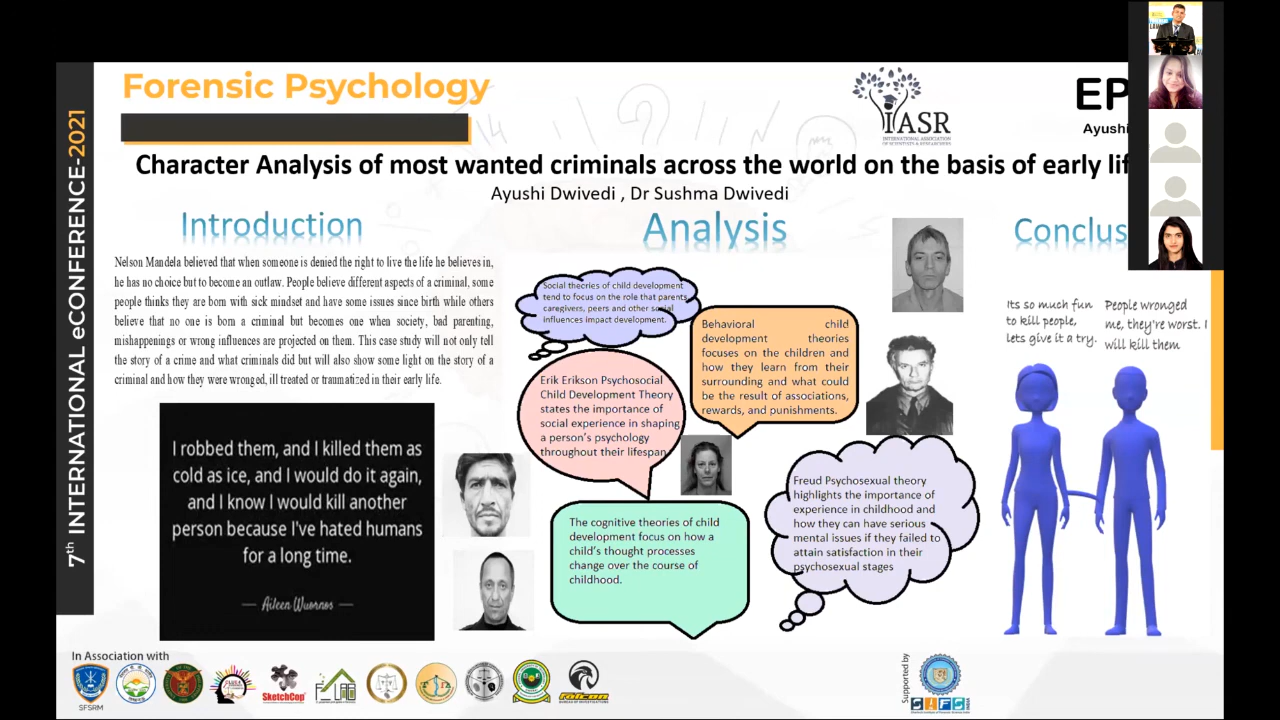 7th INTERNATIONAL eCONFERENCE-2021
Forensic Psychology
IASR
INTERNATIONAL ASSOCIATION
OF SCIENTISTS & RESEARCHERS
EP
Ayushi
Character Analysis of most wanted criminals across the world on the basis of early lif
Ayushi Dwivedi , Dr Sushma Dwivedi
Introduction
Nelson Mandela believed that when someone is denied the right to live the life he believes in,
he has no choice but to become an outlaw. People believe different aspects of a criminal, some
people thinks they are born with sick mindset and have some issues since birth while others
believe that no one is born a criminal but becomes one when society, bad parenting,
mishappenings or wrong influences are projected on them. This case study will not only tell
the story of a crime and what criminals did but will also show some light on the story of a
criminal and how they were wronged, ill treated or traumatized in their early life.
I robbed them, and I killed them as
cold as ice, and I would do it again,
and I know I would kill another
person because I've hated humans
for a long time.
— Aileen Wuornos —
Analysis
Social theories of child development
tend to focus on the role that parents,
caregivers, peers and other social
influences impact development.
Behavioral child
development theories
focuses on the children and
how they learn from their
surrounding and what could
be the result of associations,
rewards, and punishments.
Erik Erikson Psychosocial
Child Development Theory
states the importance of
social experience in shaping
a person's psychology
throughout their lifespan
Freud Psychosexual theory
highlights the importance of
experience in childhood and
how they can have serious
mental issues if they failed to
attain satisfaction in their
psychosexual stages
The cognitive theories of child
development focus on how a
child's thought processes
change over the course of
childhood.
Conclus
Its so much fun
to kill people,
lets give it a try.
People wronged
me, they're worst. I
will kill them
In Association with
SFSRM
SketchCop
falcon
BUREAU OF INVESTIGATIONS
Supported by
SIFS
INDIA